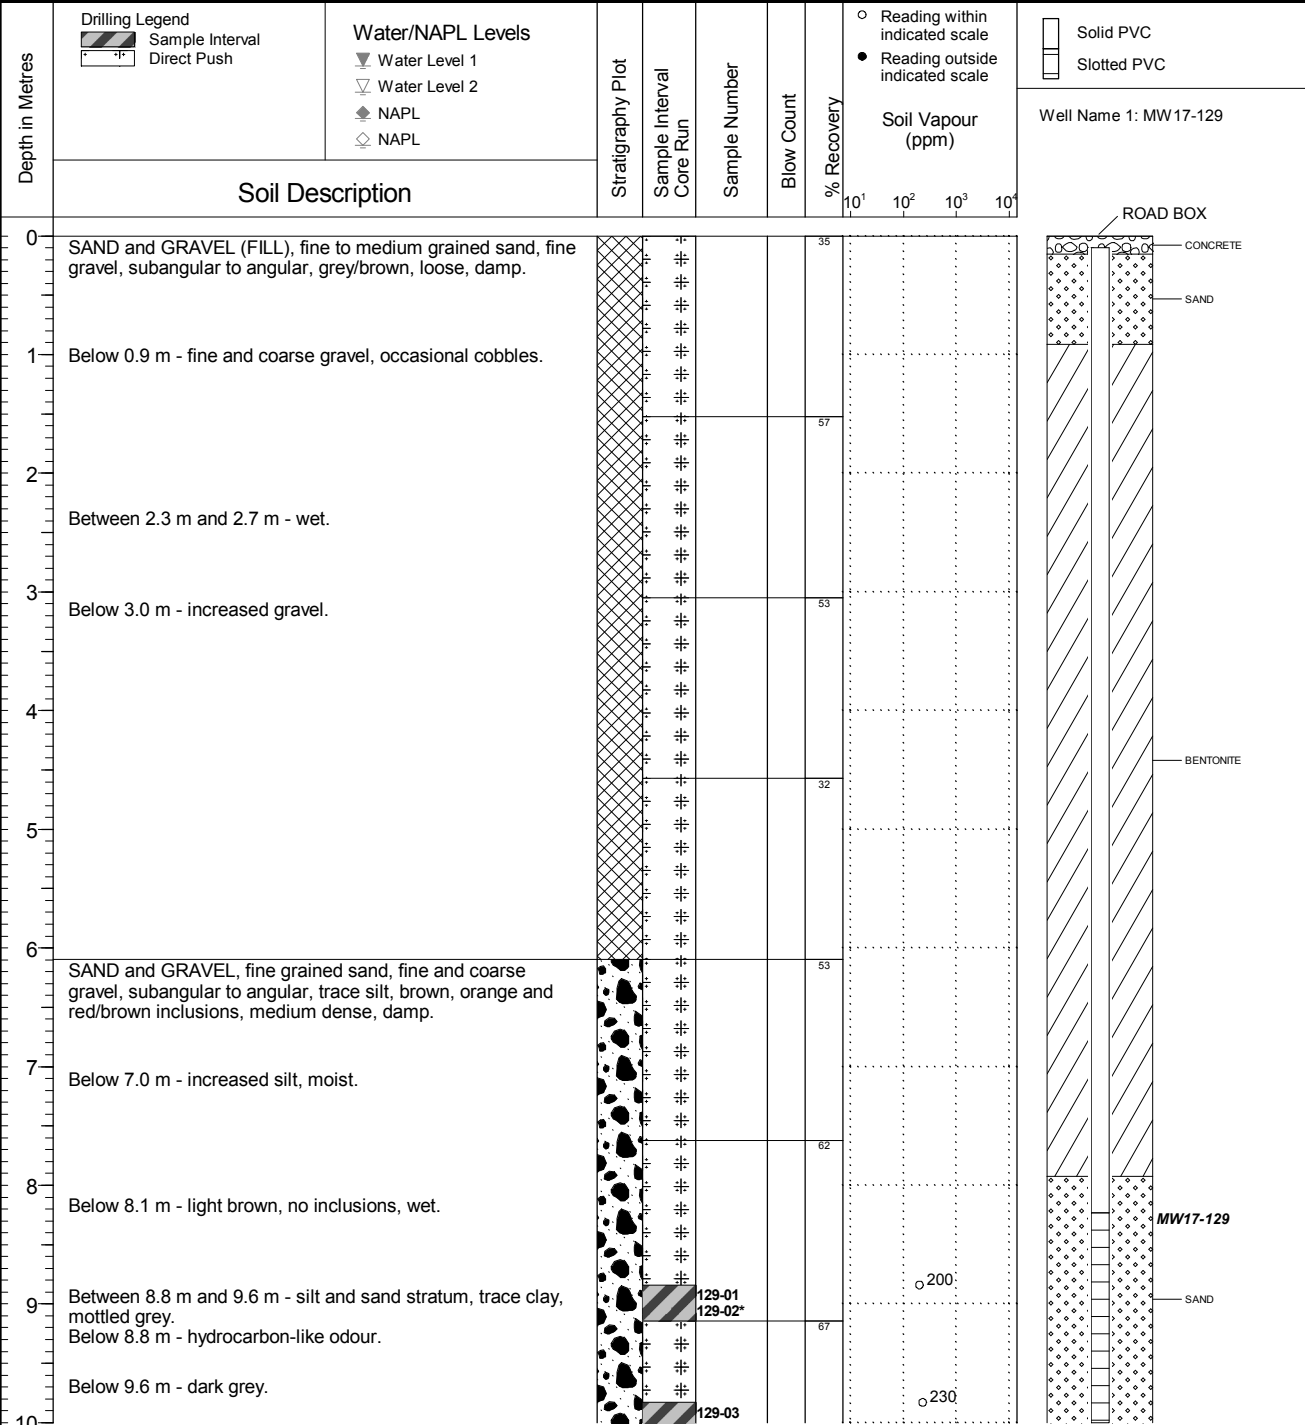 Drilling Legend
Sample Interval
Direct Push
Water/NAPL Levels
Water Level 1
Water Level 2
NAPL
NAPL
Depth in Metres
Soil Description
Stratigraphy Plot
Sample Interval
Core Run
Sample Number
Blow Count
% Recovery
Reading within
indicated scale
Reading outside
indicated scale
Soil Vapour
(ppm)
10¹ 10² 10³ 10⁴
Solid PVC
Slotted PVC
Well Name 1: MW17-129
ROAD BOX
0
SAND and GRAVEL (FILL), fine to medium grained sand, fine
gravel, subangular to angular, grey/brown, loose, damp.
35
CONCRETE
SAND
1
Below 0.9 m - fine and coarse gravel, occasional cobbles.
57
2
Between 2.3 m and 2.7 m - wet.
3
Below 3.0 m - increased gravel.
53
4
BENTONITE
32
5
6
SAND and GRAVEL, fine grained sand, fine and coarse
gravel, subangular to angular, trace silt, brown, orange and
red/brown inclusions, medium dense, damp.
53
7
Below 7.0 m - increased silt, moist.
62
8
Below 8.1 m - light brown, no inclusions, wet.
MW17-129
200
9
Between 8.8 m and 9.6 m - silt and sand stratum, trace clay,
mottled grey.
129-01
129-02*
SAND
Below 8.8 m - hydrocarbon-like odour.
67
Below 9.6 m - dark grey.
230
129-03
10